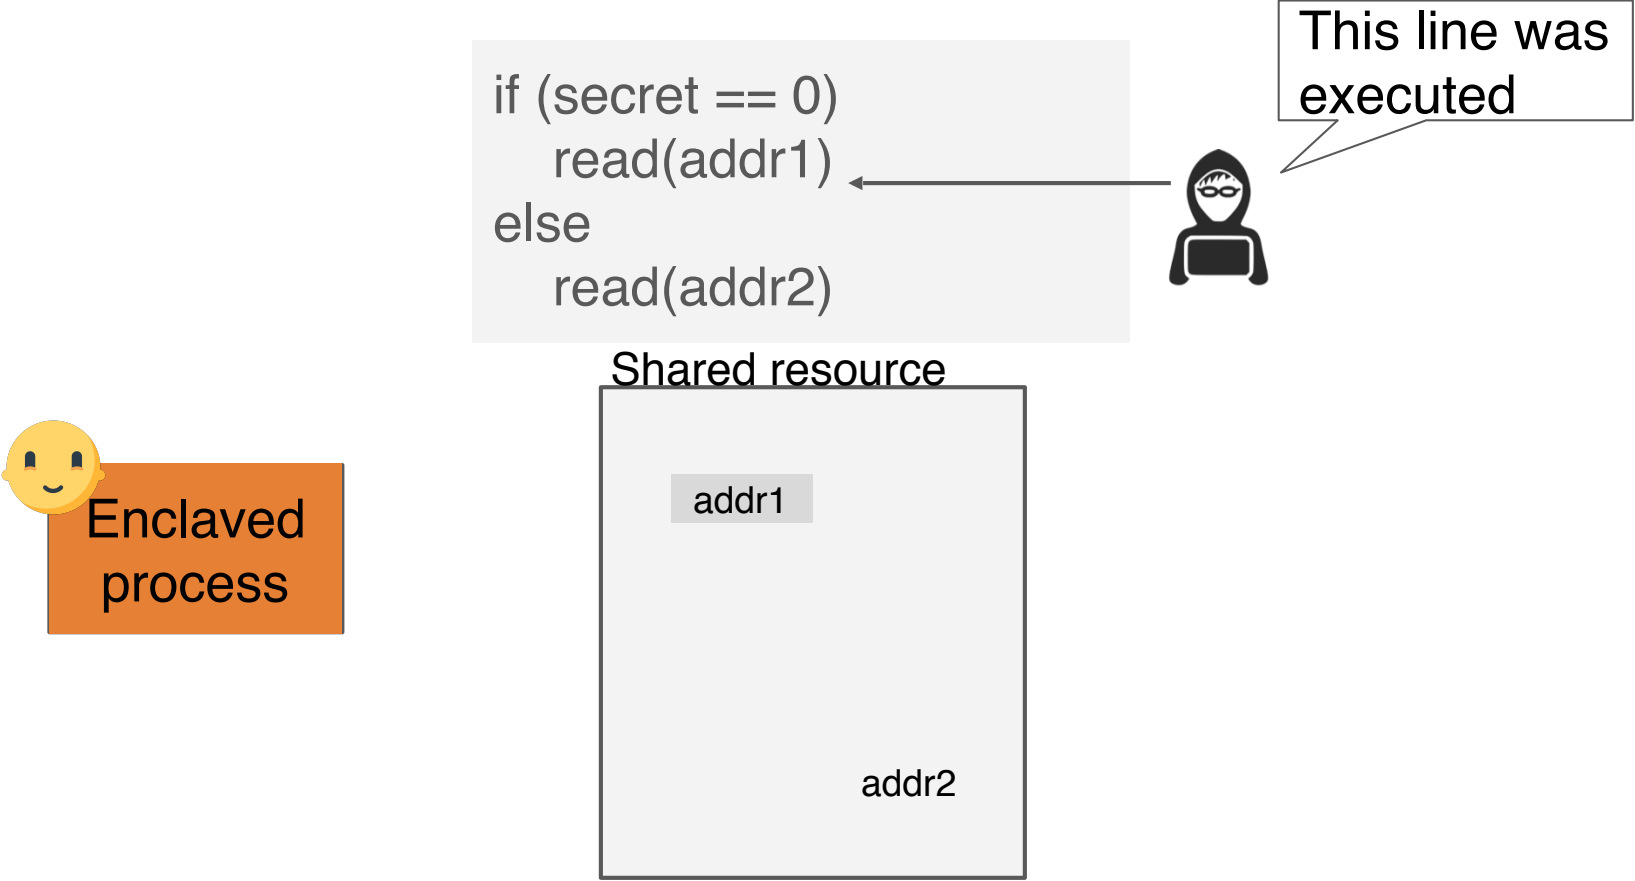 This line was
executed
if (secret == 0)
read(addr1)
else
read(addr2)
Shared resource
addr1
Enclaved
process
addr2